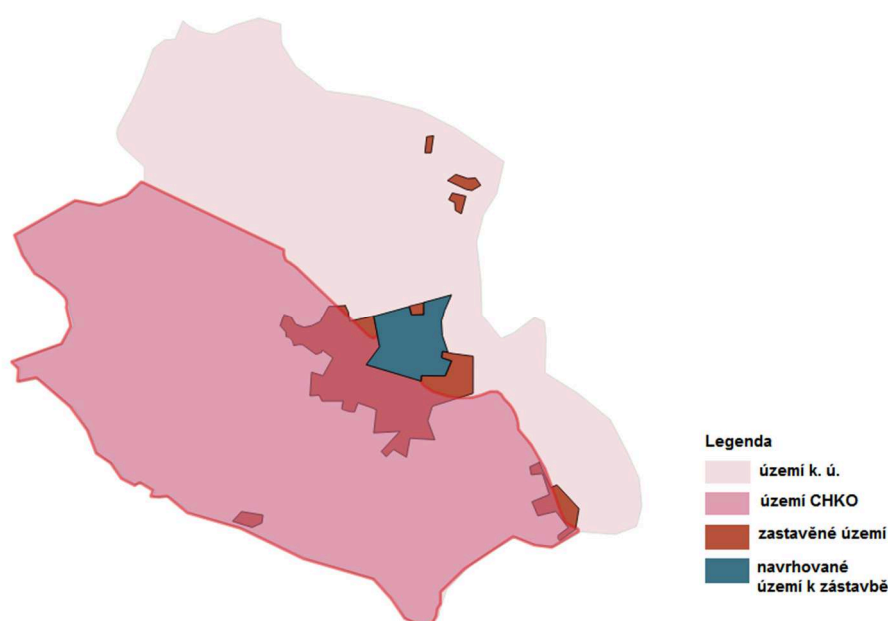 Legenda
území k. ú.
území CHKO
zastavěné území
navrhované
území k zástavbě